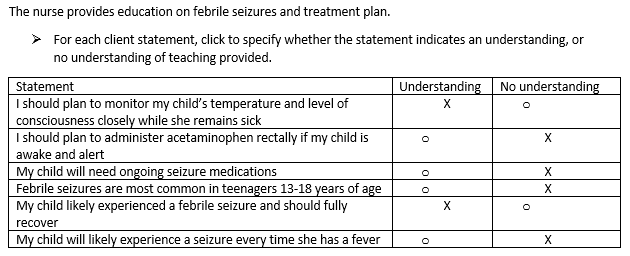 The nurse provides education on febrile seizures and treatment plan.
➢ For each client statement, click to specify whether the statement indicates an understanding, or
no understanding of teaching provided.
Statement Understanding No understanding
I should plan to monitor my child's temperature and level of X o
consciousness closely while she remains sick
I should plan to administer acetaminophen rectally if my child is o X
awake and alert
My child will need ongoing seizure medications o X
Febrile seizures are most common in teenagers 13-18 years of age o X
My child likely experienced a febrile seizure and should fully X o
recover
My child will likely experience a seizure every time she has a fever o X